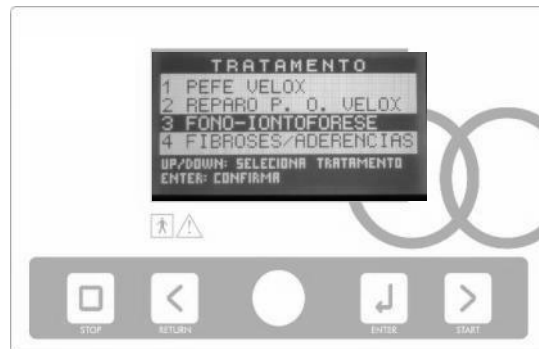 TRATAMENTO
1 PEFE VELOX
2 REPARO P. O. VELOX
3 FONO-IONTOFORESE
4 FIBROSES/ADERENCIAS
UP/DOWN: SELECIONA TRATAMENTO
ENTER: CONFIRMA
STOP
RETURN
ENTER
START